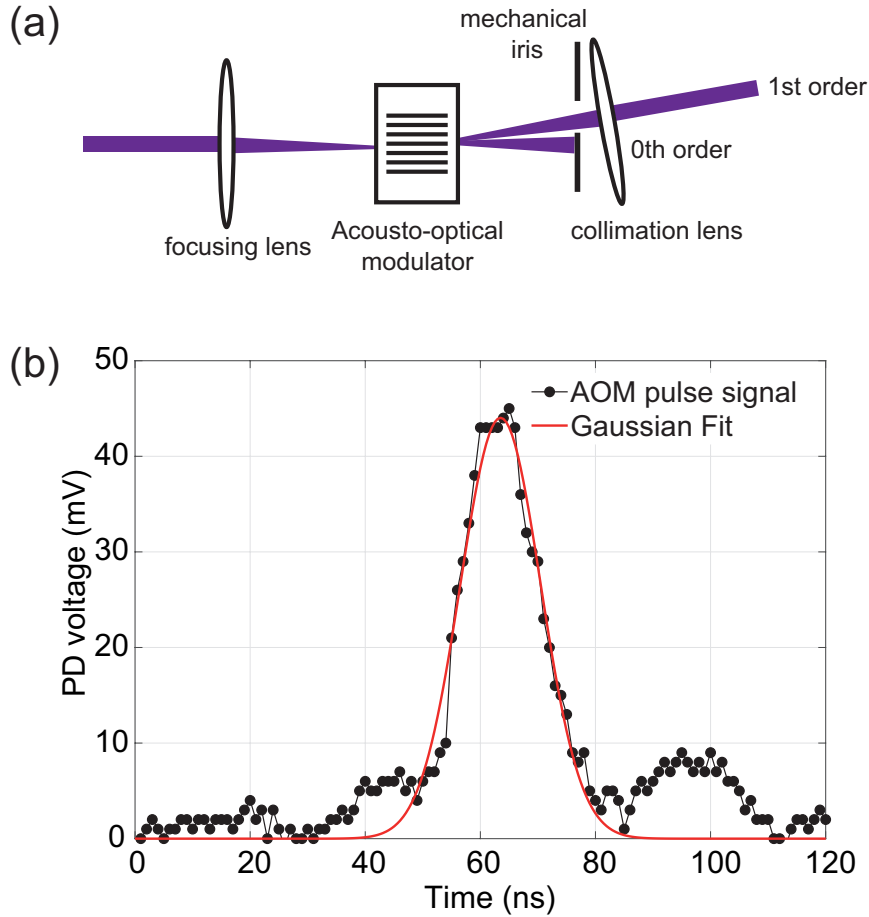 (a)
mechanical
iris
1st order
0th order
focusing lens
Acousto-optical
modulator
collimation lens
(b)
50
40
30
20
10
0
PD voltage (mV)
AOM pulse signal
Gaussian Fit
0
20
40
60
80
100
120
Time (ns)